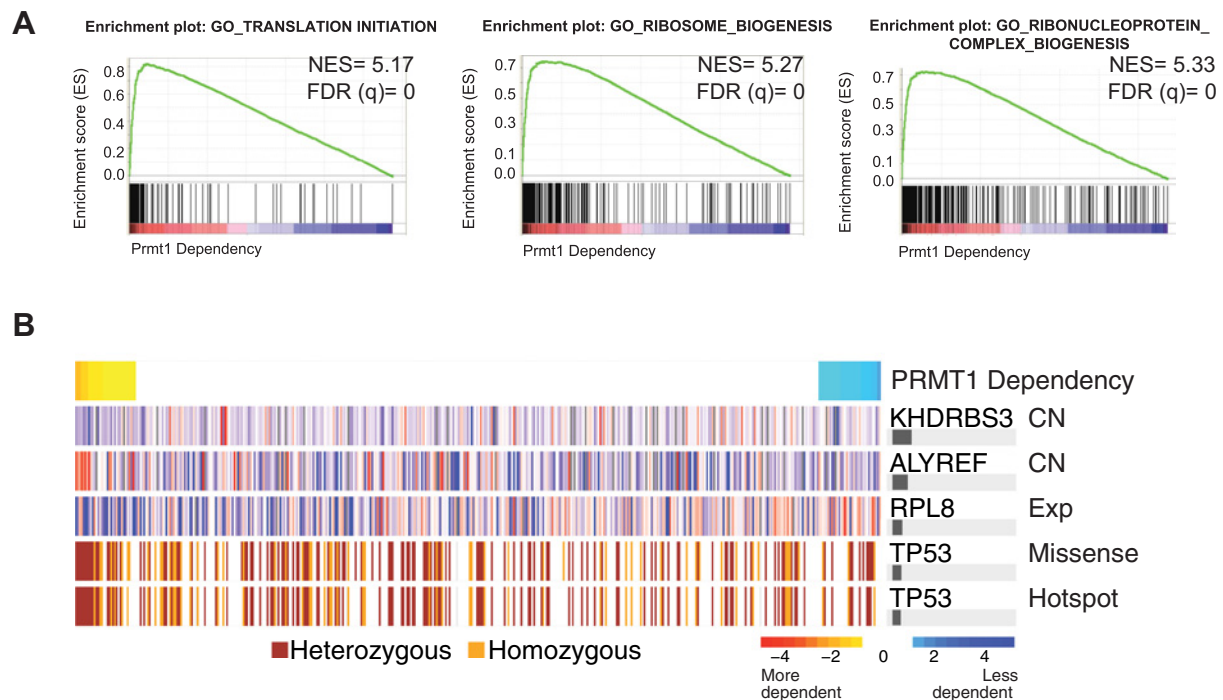 A
Enrichment plot: GO_TRANSLATION INITIATION
NES= 5.17
FDR (q)= 0
Enrichment score (ES)
0.8
0.6
0.4
0.2
0.0
Prmt1 Dependency
Enrichment plot: GO_RIBOSOME_BIOGENESIS
NES= 5.27
FDR (q)= 0
Enrichment score (ES)
0.7
0.5
0.3
0.1
0.0
Prmt1 Dependency
Enrichment plot: GO_RIBONUCLEOPROTEIN_
COMPLEX_BIOGENESIS
NES= 5.33
FDR (q)= 0
Enrichment score (ES)
0.7
0.5
0.3
0.1
0.0
Prmt1 Dependency
B
PRMT1 Dependency
KHDRBS3 CN
ALYREF CN
RPL8 Exp
TP53 Missense
TP53 Hotspot
Heterozygous Homozygous
−4 −2 0 2 4
More dependent
Less dependent